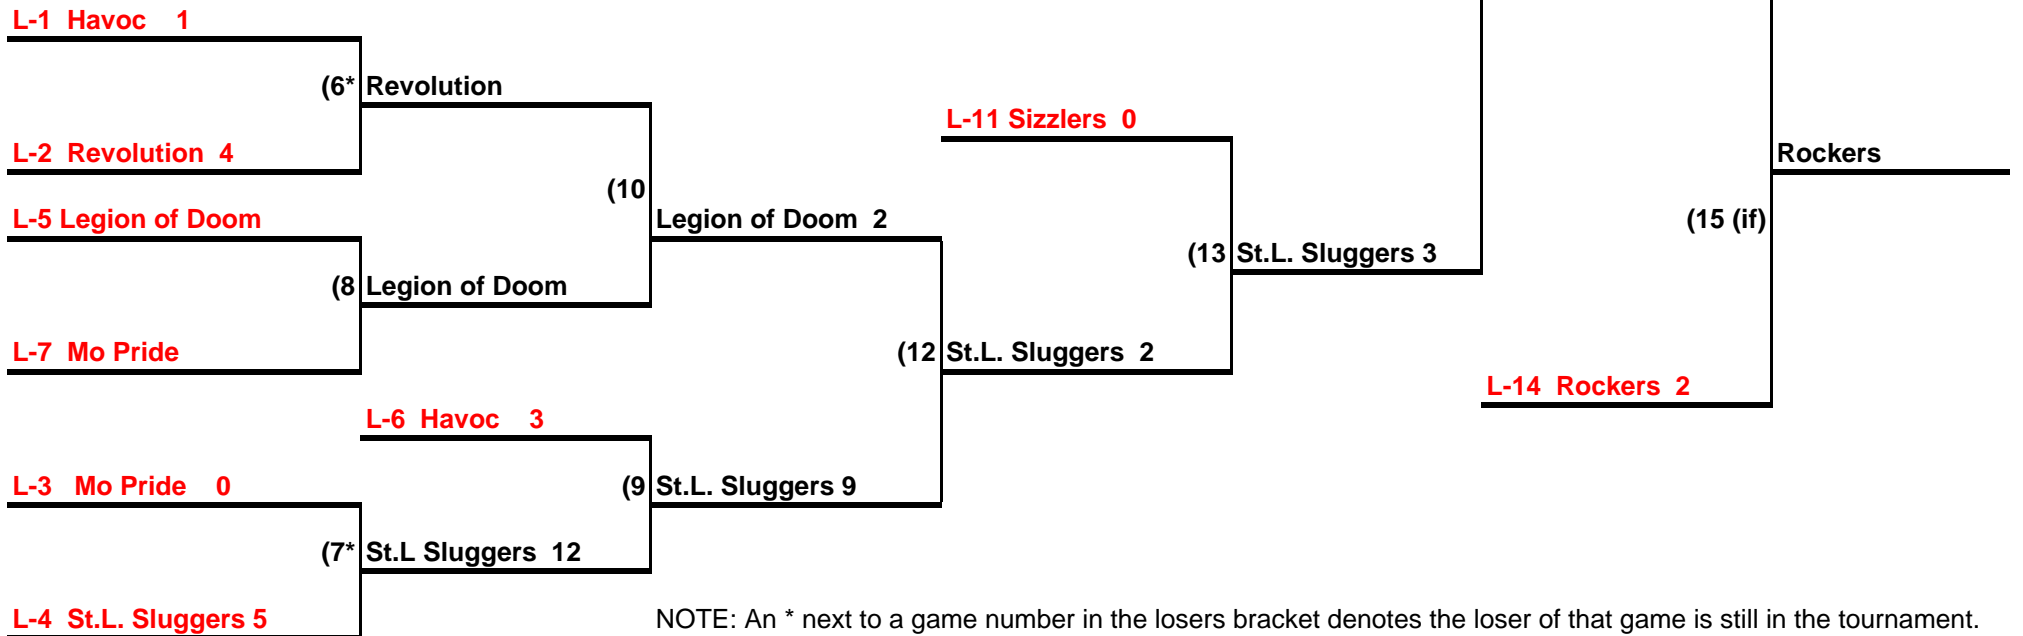 L-1  Havoc    1
(6* Revolution
L-11 Sizzlers  0
L-2  Revolution  4
Rockers
(10
L-5 Legion of Doom
Legion of Doom  2
(15 (if)
(13 St.L. Sluggers 3
(8 Legion of Doom
L-7  Mo Pride
(12 St.L. Sluggers  2
L-14  Rockers  2
L-6  Havoc    3
L-3   Mo Pride    0
(9 St.L. Sluggers 9
(7* St.L Sluggers  12
L-4  St.L. Sluggers 5
NOTE: An * next to a game number in the losers bracket denotes the loser of that game is still in the tournament.